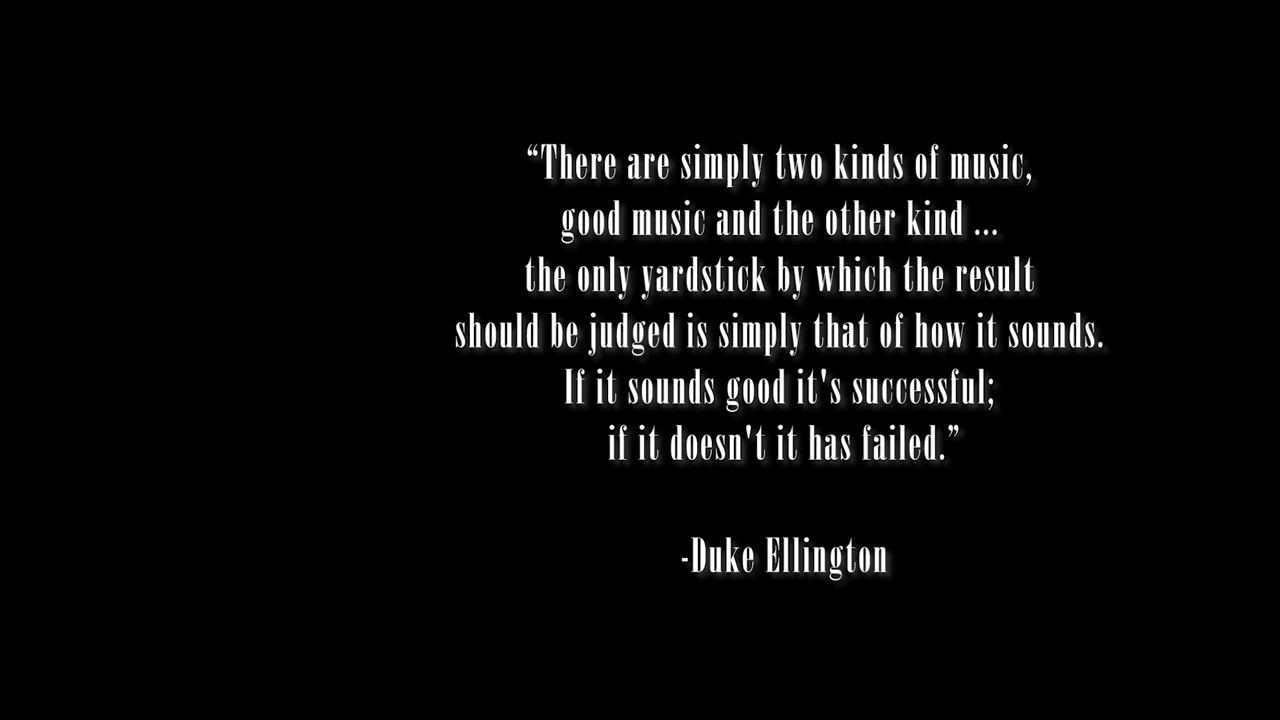 “There are simply two kinds of music,
good music and the other kind ...
the only yardstick by which the result
should be judged is simply that of how it sounds.
If it sounds good it's successful;
if it doesn't it has failed.”
-Duke Ellington